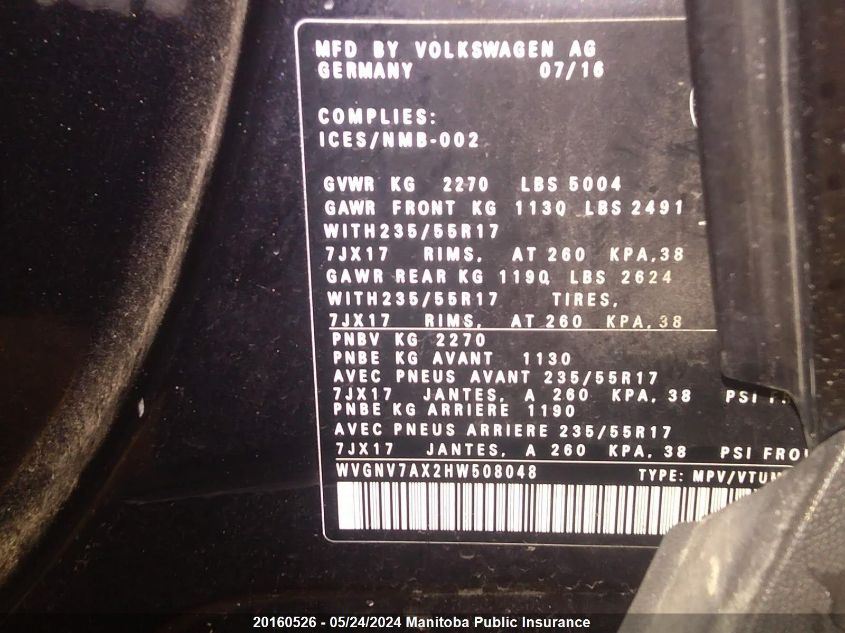 MFD BY VOLKSWAGEN AG
GERMANY 07/16
COMPLIES:
ICES/NMB-002
GVWR KG 2270 LBS 5004
GAWR FRONT KG 1130 LBS 2491
WITH235/55R17
7JX17 RIMS, AT 260 KPA,38
GAWR REAR KG 1190 LBS 2624
WITH235/55R17 TIRES,
7JX17 RIMS, AT 260 KPA,38
PNBV KG 2270
PNBE KG AVANT 1130
AVEC PNEUS AVANT 235/55R17
7JX17 JANTES, A 260 KPA, 38 PSI
PNBE KG ARRIERE 1190
AVEC PNEUS ARRIERE 235/55R17
7JX17 JANTES, A 260 KPA, 38 PSI
WVGNV7AX2HW508048 TYPE: MPV/VTUM
20160526 - 05/24/2024 Manitoba Public Insurance